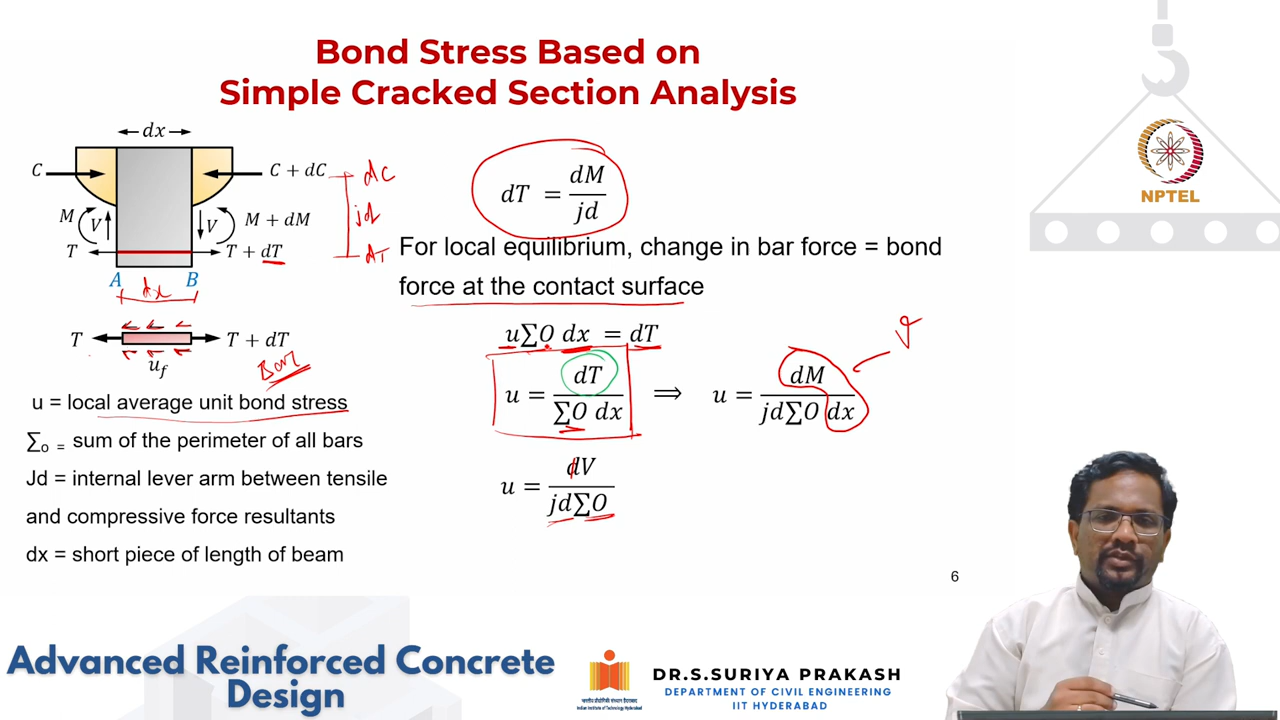 Bond Stress Based on
Simple Cracked Section Analysis
dx
C
C + dC
dC
M
V
V
M + dM
jd
T
T + dT
dT
A
B
dx
T
T + dT
u_f
Bar
u = local average unit bond stress
∑o = sum of the perimeter of all bars
Jd = internal lever arm between tensile
and compressive force resultants
dx = short piece of length of beam
dT = dM/jd
For local equilibrium, change in bar force = bond
force at the contact surface
u∑O dx = dT
u = dT/∑O dx ⟹ u = dM/jd∑O dx
V
u = dV/jd∑O
6
NPTEL
Advanced Reinforced Concrete
Design
DR.S.SURIYA PRAKASH
DEPARTMENT OF CIVIL ENGINEERING
IIT HYDERABAD